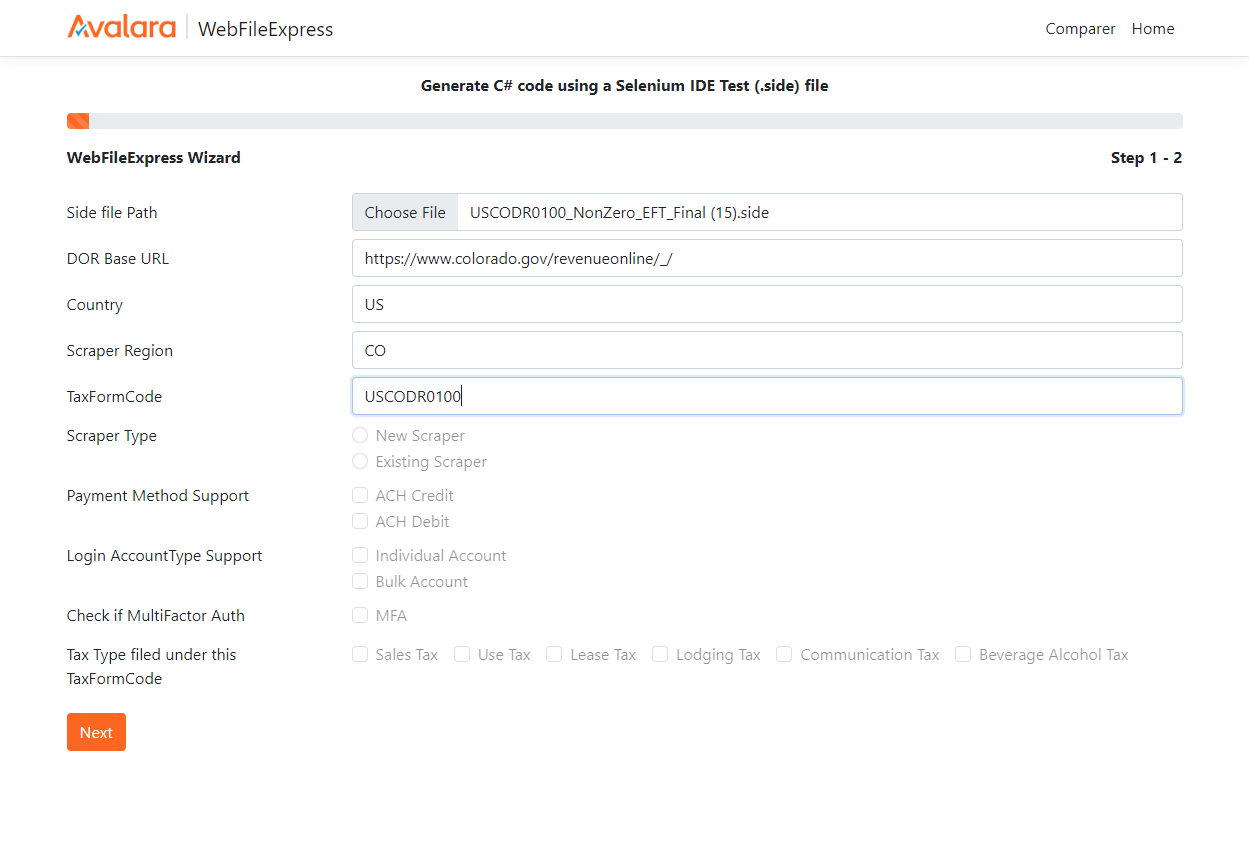 Avalara WebFileExpress Comparer Home
Generate C# code using a Selenium IDE Test (.side) file
WebFileExpress Wizard Step 1 - 2
Side file Path Choose File USCODR0100_NonZero_EFT_Final (15).side
DOR Base URL https://www.colorado.gov/revenueonline/_/
Country US
Scraper Region CO
TaxFormCode USCODR0100
Scraper Type New Scraper
Existing Scraper
Payment Method Support ACH Credit
ACH Debit
Login AccountType Support Individual Account
Bulk Account
Check if MultiFactor Auth MFA
Tax Type filed under this Sales Tax Use Tax Lease Tax Lodging Tax Communication Tax Beverage Alcohol Tax
TaxFormCode
Next